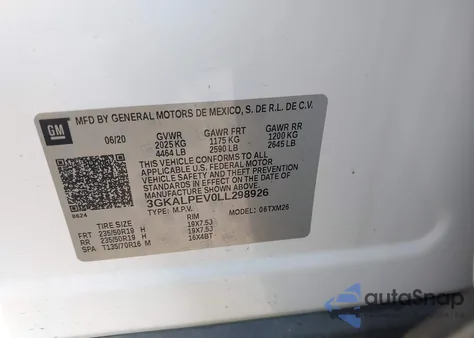 GM
MFD BY GENERAL MOTORS DE MEXICO, S. DE R.L. DE C.V.
06/20 GVWR GAWR FRT GAWR RR
2025 KG 1175 KG 1200 KG
4464 LB 2590 LB 2645 LB
THIS VEHICLE CONFORMS TO ALL
APPLICABLE U.S. FEDERAL MOTOR
VEHICLE SAFETY, BUMPER, AND THEFT
PREVENTION STANDARDS IN EFFECT ON
THE DATE OF MANUFACTURE SHOWN ABOVE.
3GKALPEV0LL298926
TYPE: M.P.V. MODEL: 06TXM26
TIRE SIZE RIM
FRT 235/50R19 H 19X7.5J
RR 235/50R19 H 19X7.5J
SPA T135/70R16 M 16X4BT
autoSnap